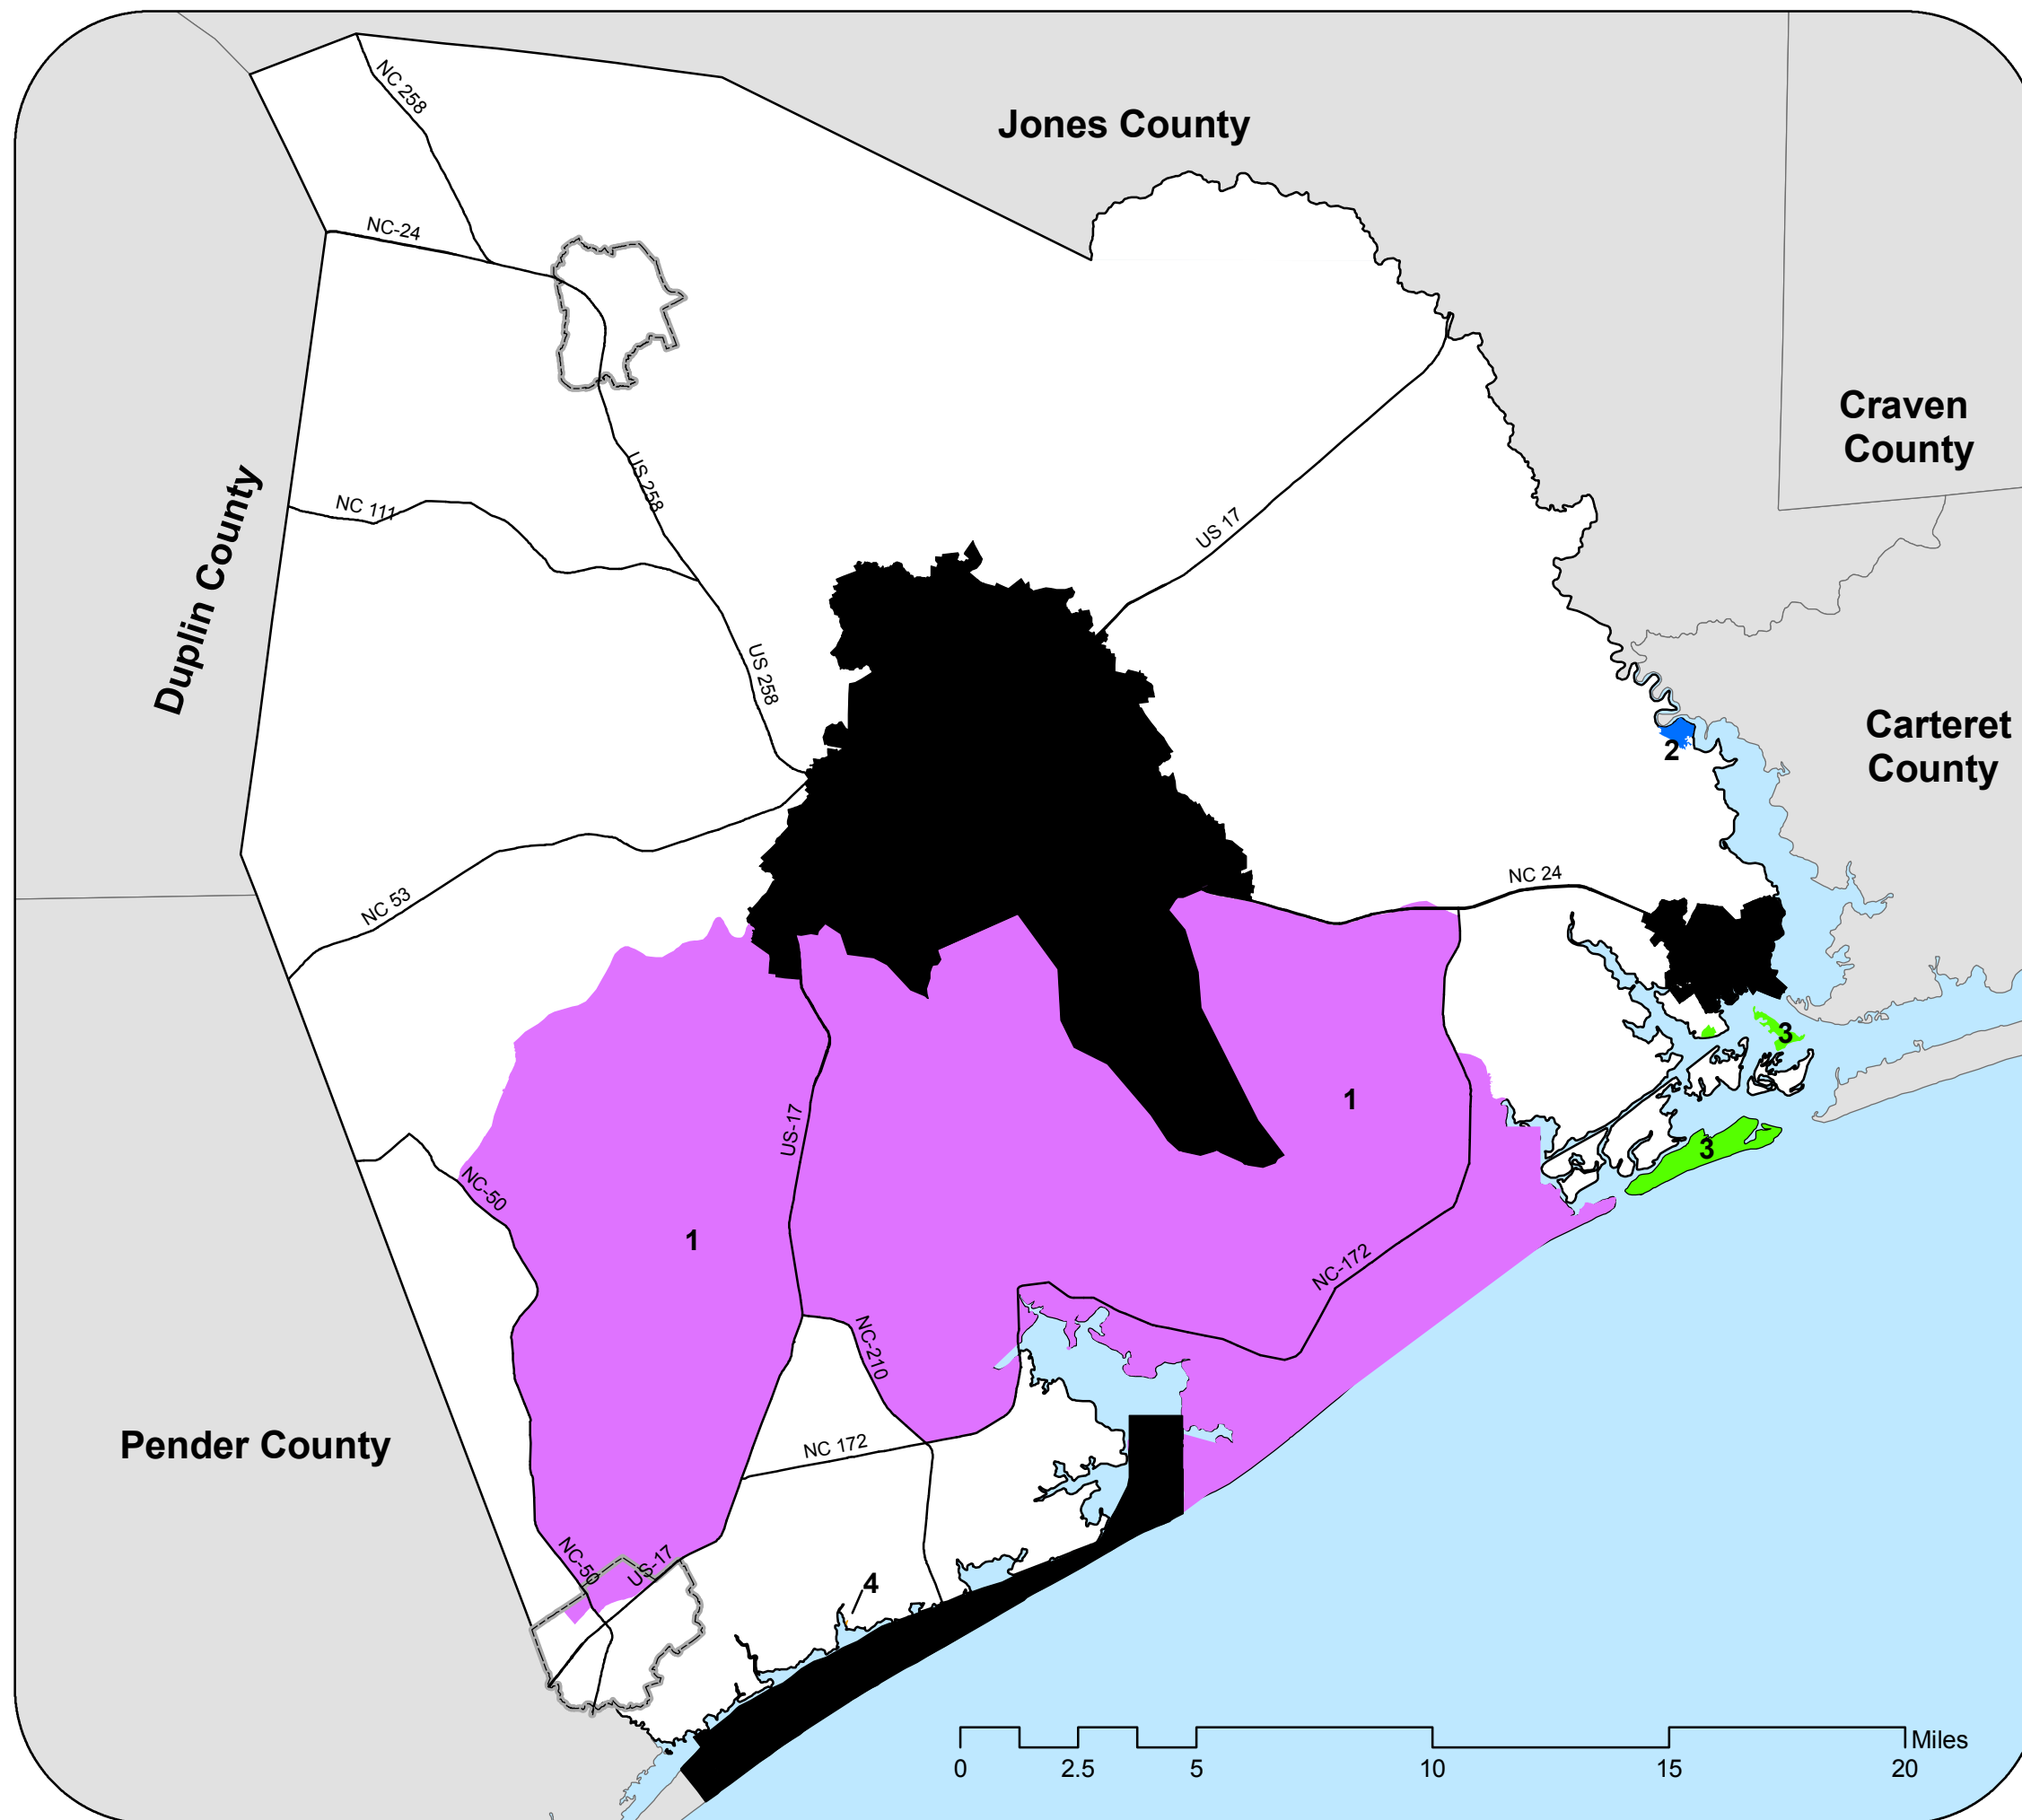 NC 258
Jones County
NC-24
Craven
County
Duplin County
US 258
NC 111
US 17
US 258
Carteret
County
2
NC 24
NC 53
3
1
3
US-17
NC-50
1
NC-172
NC-210
Pender County
NC 172
NC-50
US-17
4
Miles
0
2.5
5
10
15
20